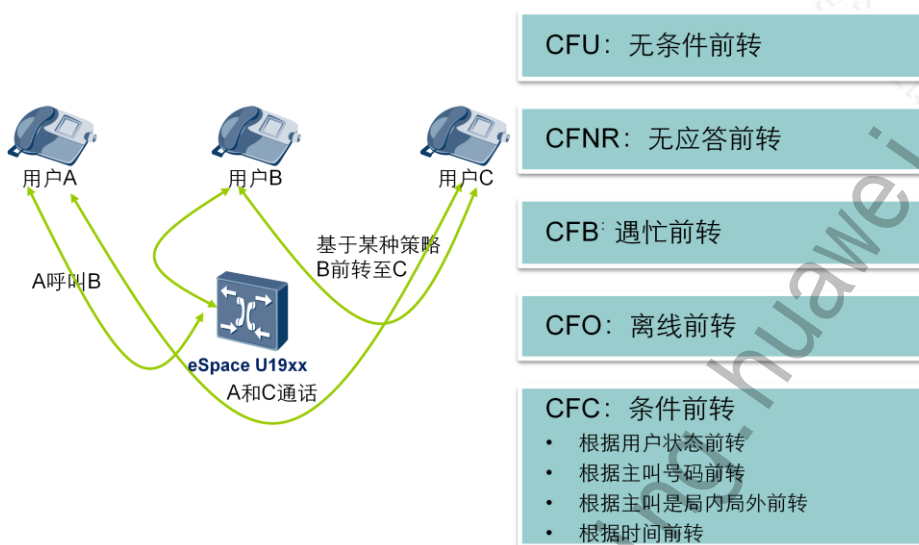 用户A
用户B
用户C
A呼叫B
基于某种策略
B前转至C
eSpace U19xx
A和C通话
CFU：无条件前转
CFNR：无应答前转
CFB：遇忙前转
CFO：离线前转
CFC：条件前转
• 根据用户状态前转
• 根据主叫号码前转
• 根据主叫是局内局外前转
• 根据时间前转
ing.huawei.